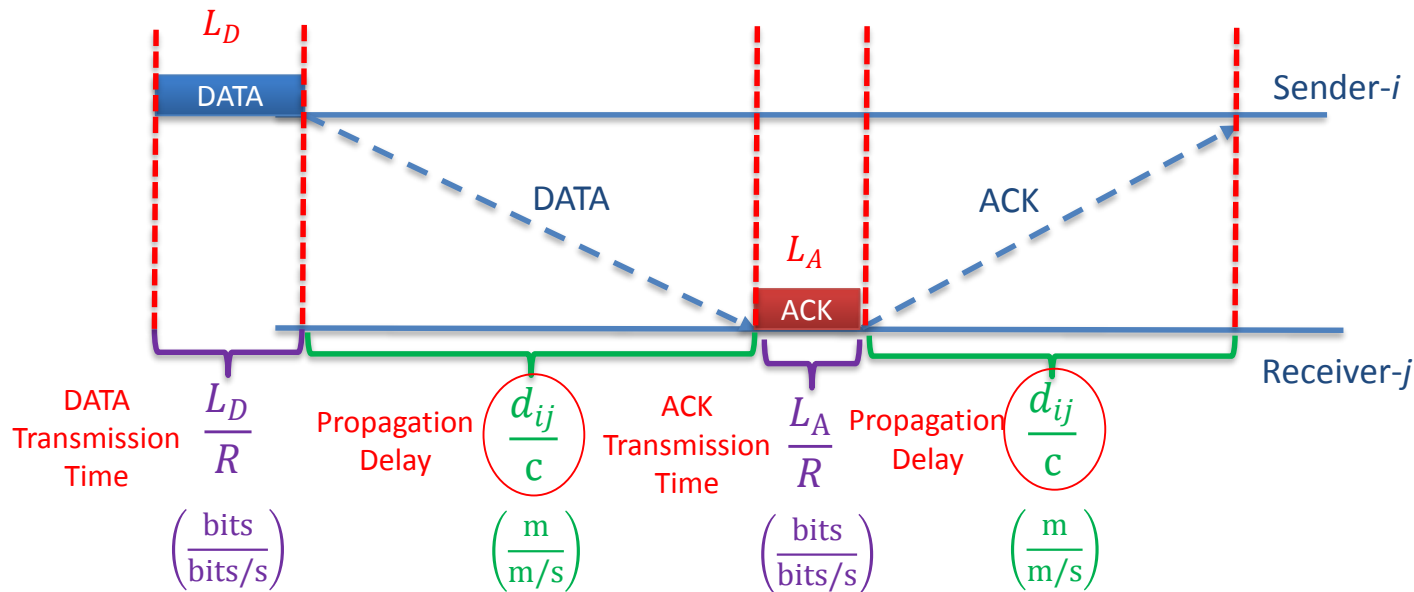 L_D
DATA
Sender-i
DATA
ACK
L_A
ACK
Receiver-j
DATA
Transmission
Time
L_D
R
(bits
bits/s)
Propagation
Delay
d_ij
c
(m
m/s)
ACK
Transmission
Time
L_A
R
(bits
bits/s)
Propagation
Delay
d_ij
c
(m
m/s)